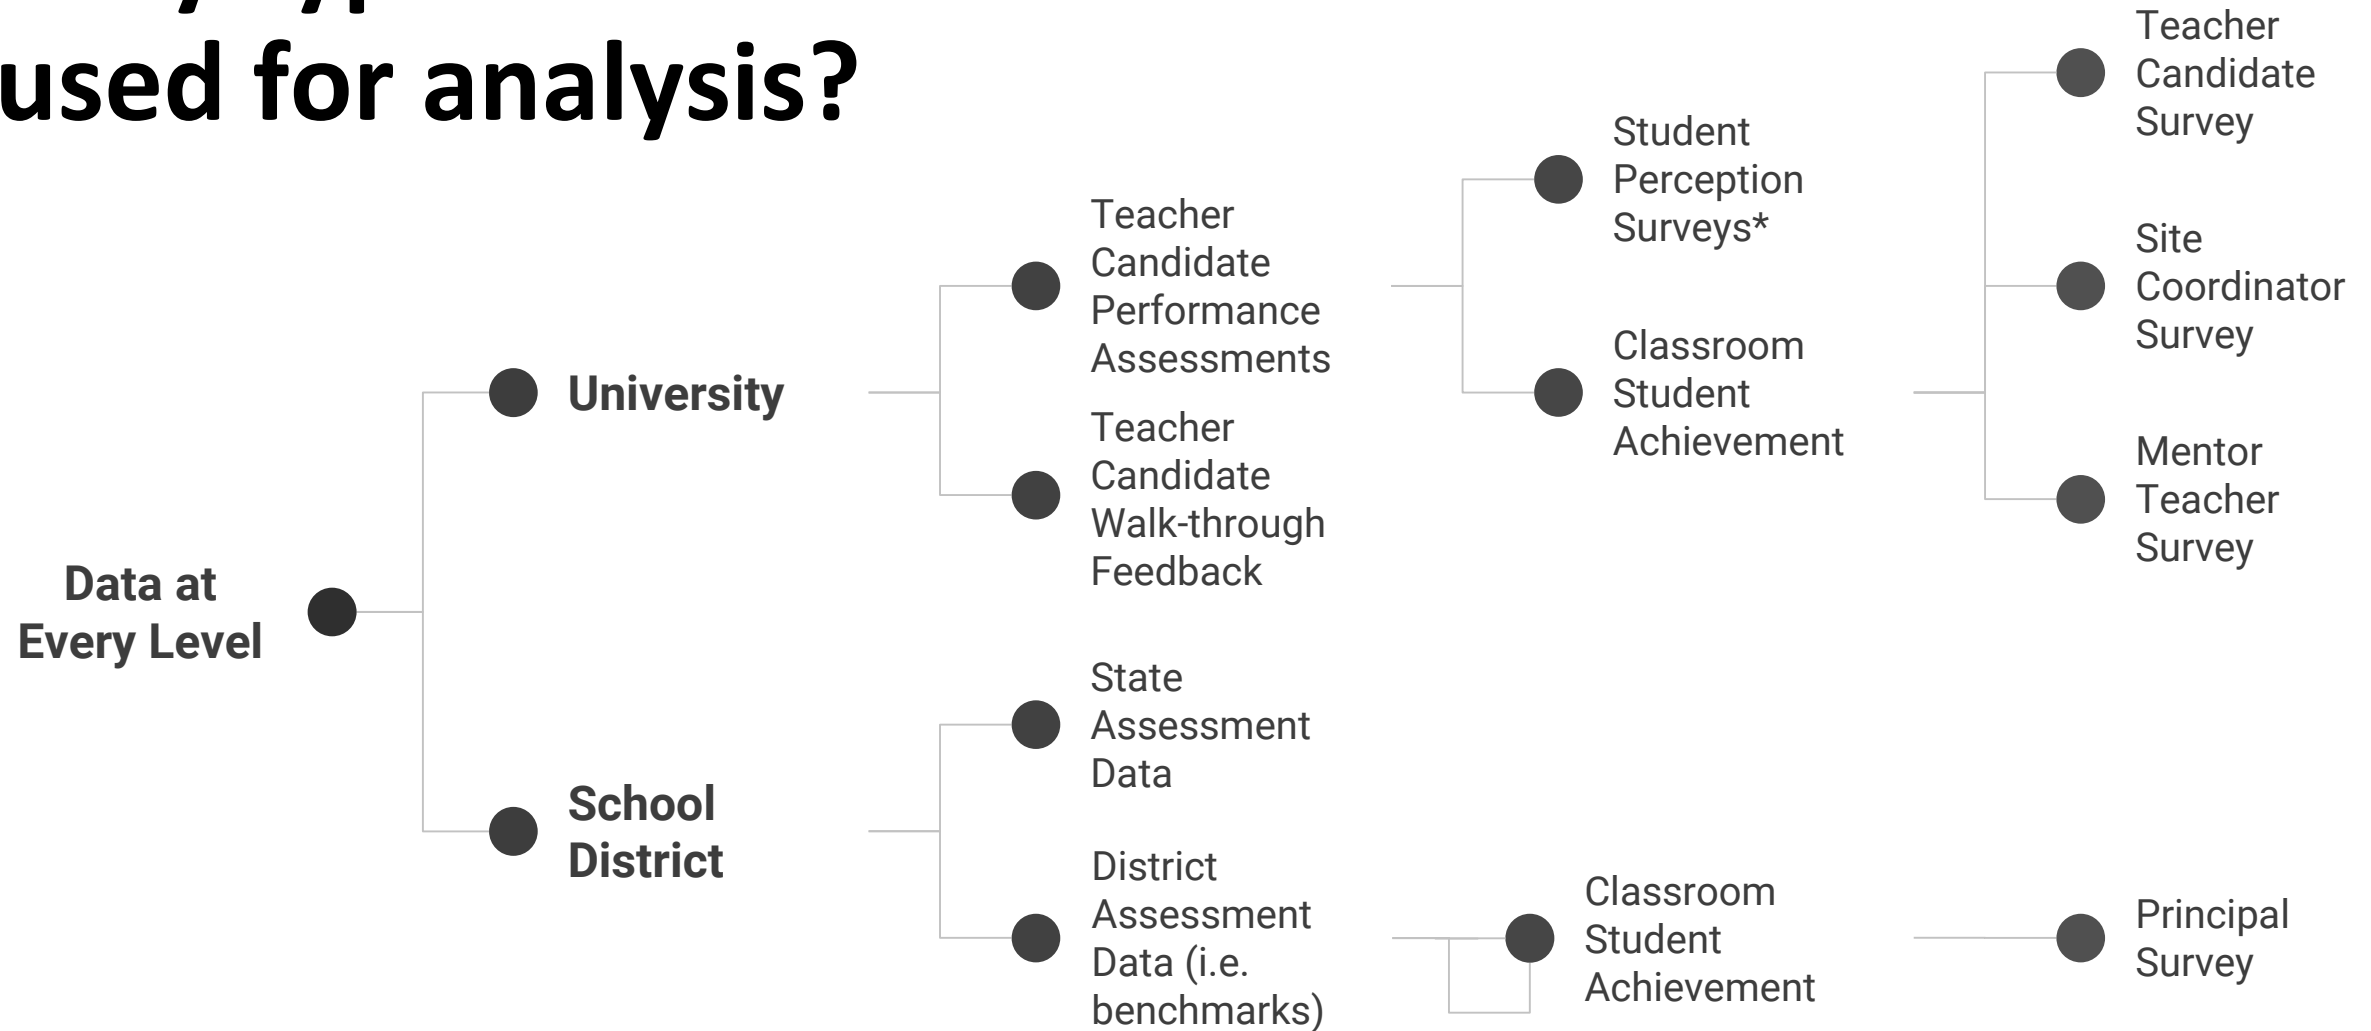 used for analysis?
Data at
Every Level
University
School
District
Teacher
Candidate
Performance
Assessments
Teacher
Candidate
Walk-through
Feedback
State
Assessment
Data
District
Assessment
Data (i.e.
benchmarks)
Student
Perception
Surveys*
Classroom
Student
Achievement
Classroom
Student
Achievement
Teacher
Candidate
Survey
Site
Coordinator
Survey
Mentor
Teacher
Survey
Principal
Survey